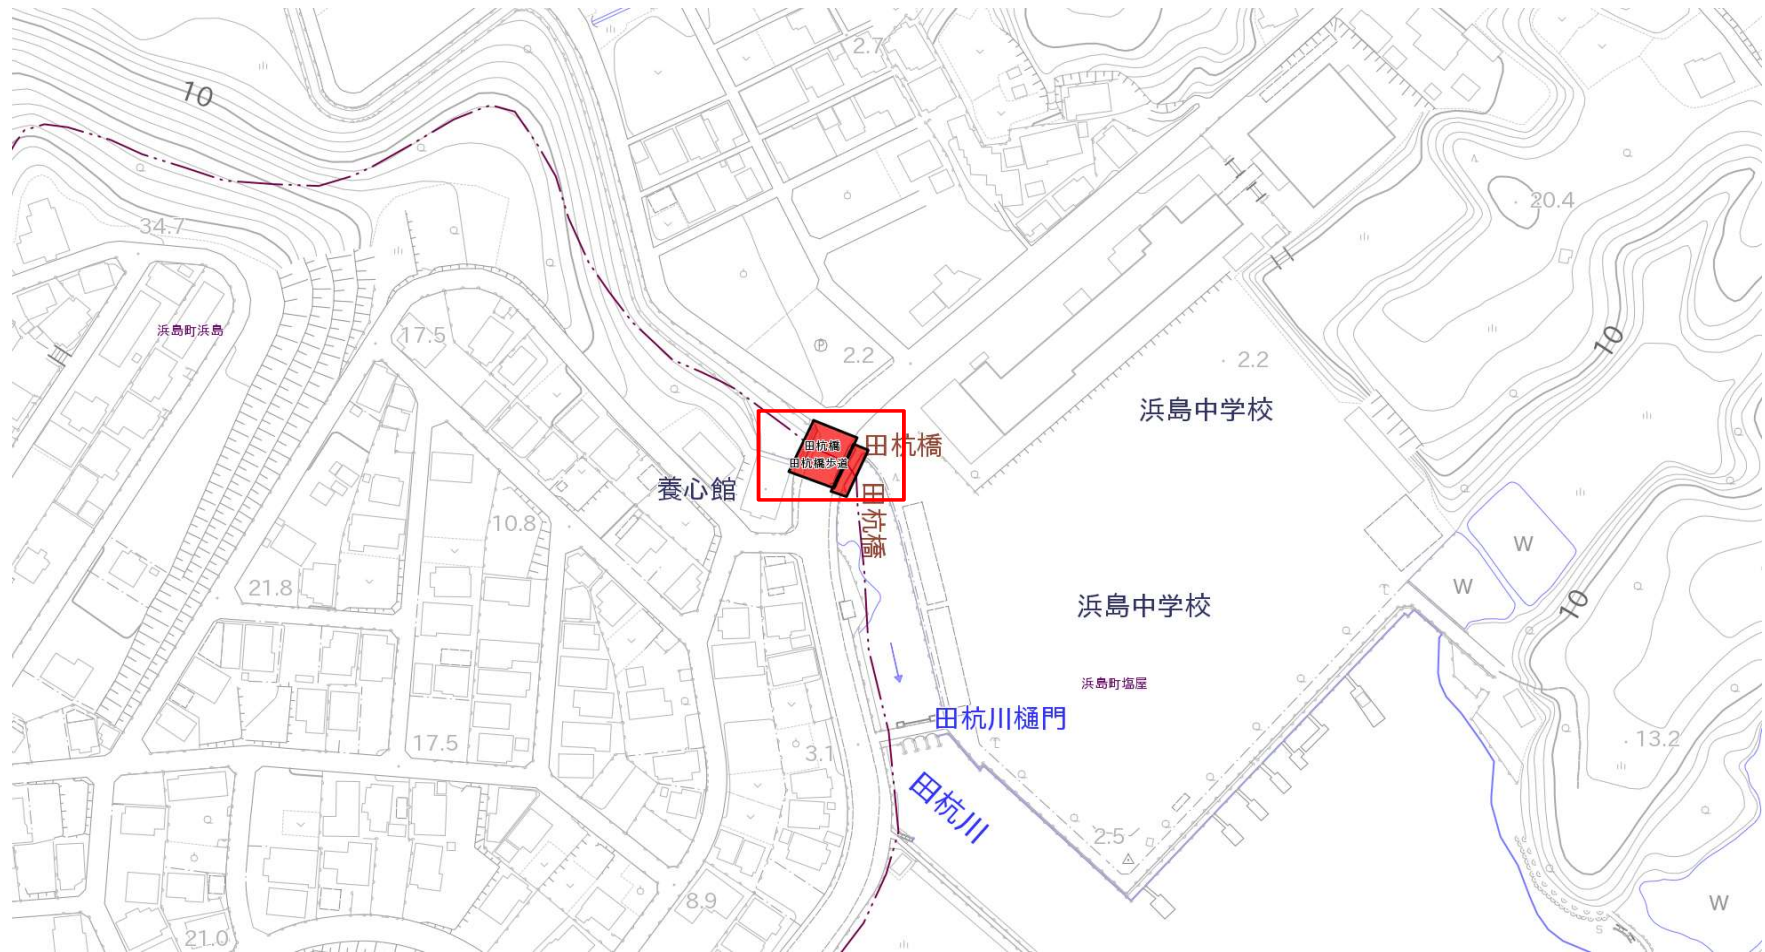 10
2.7
20.4
34.7
浜島町浜島
17.5
2.2
2.2
10
浜島中学校
田杭橋
田杭橋
田杭橋歩道
養心館
田杭橋
10.8
W
W
21.8
10
浜島中学校
浜島町塩屋
田杭川樋門
17.5
3.1
13.2
田杭川
2.5
8.9
W
21.0
S